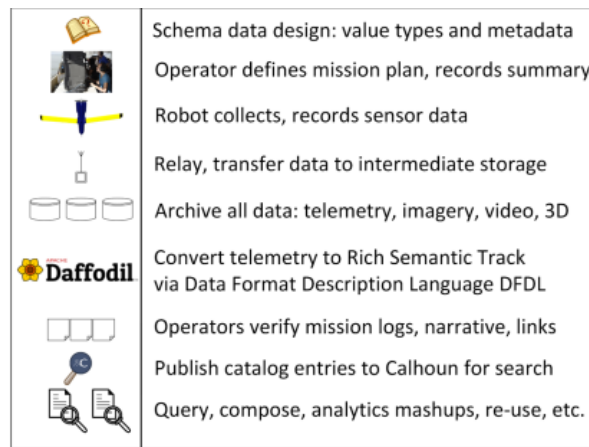 Schema data design: value types and metadata
Operator defines mission plan, records summary
Robot collects, records sensor data
Relay, transfer data to intermediate storage
Archive all data: telemetry, imagery, video, 3D
APACHE
Daffodil
Convert telemetry to Rich Semantic Track
via Data Format Description Language DFDL
Operators verify mission logs, narrative, links
C
Publish catalog entries to Calhoun for search
Query, compose, analytics mashups, re-use, etc.